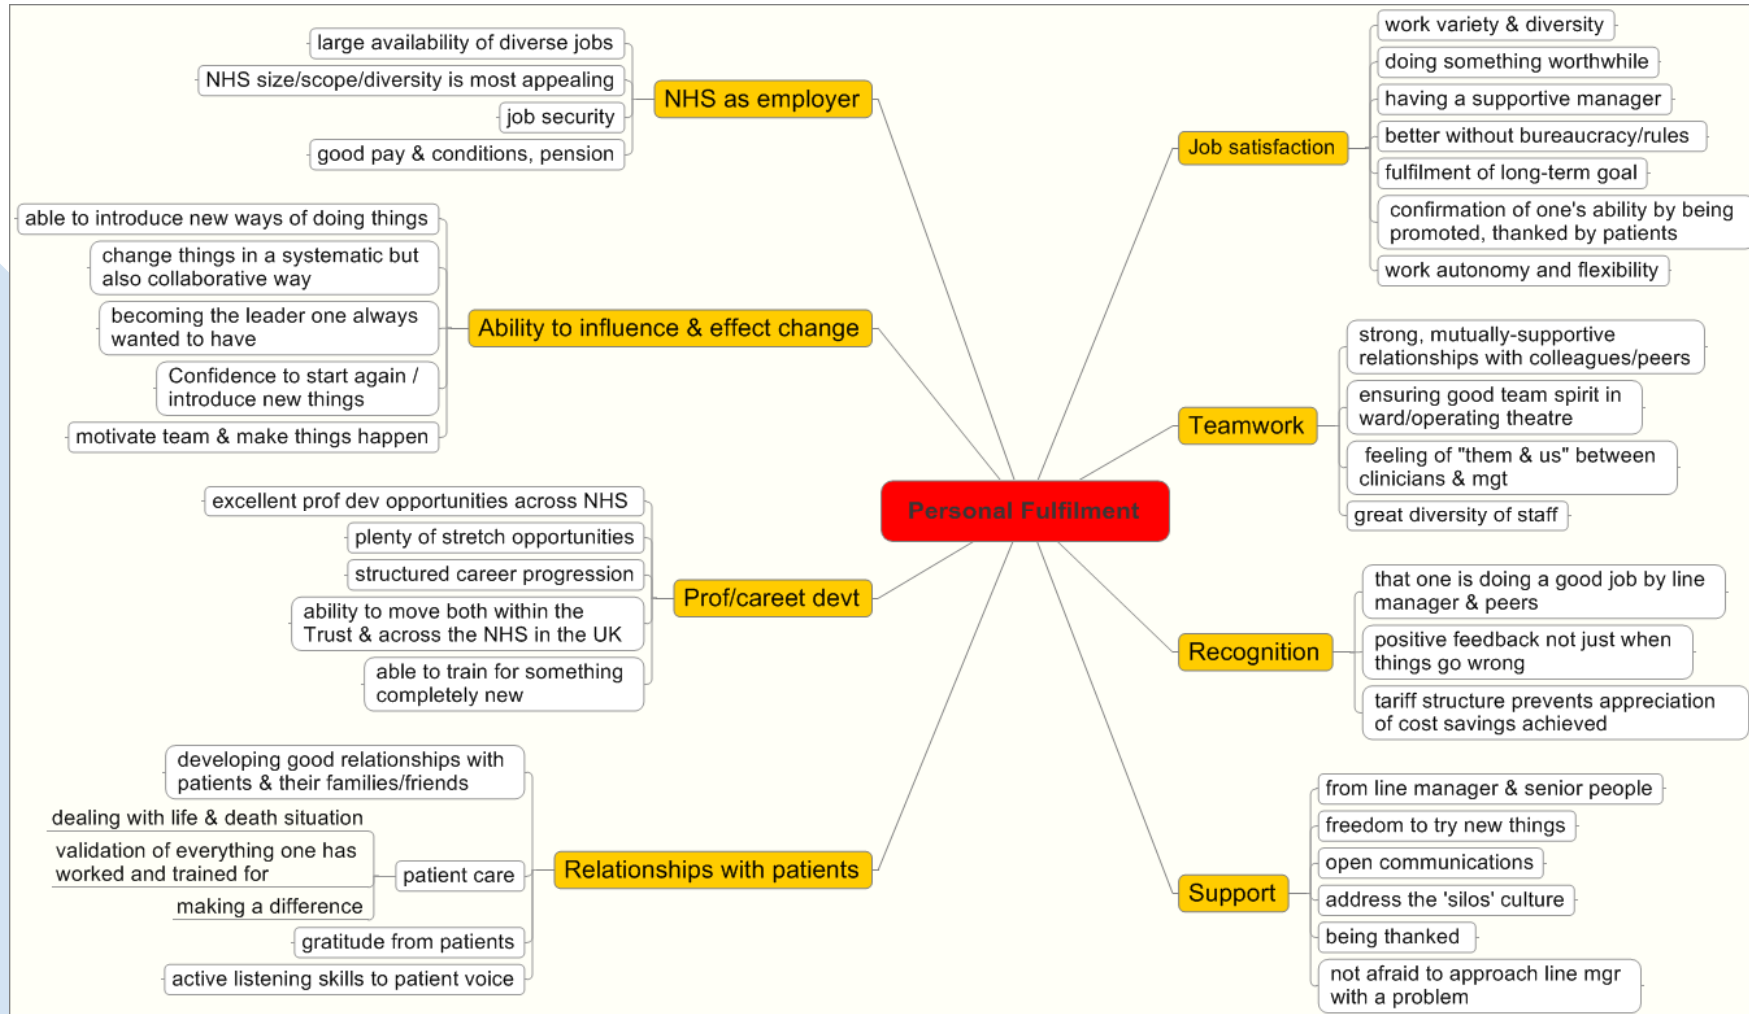 Personal Fulfilment
NHS as employer
large availability of diverse jobs
NHS size/scope/diversity is most appealing
job security
good pay & conditions, pension
Ability to influence & effect change
able to introduce new ways of doing things
change things in a systematic but
also collaborative way
becoming the leader one always
wanted to have
Confidence to start again /
introduce new things
motivate team & make things happen
Prof/careet devt
excellent prof dev opportunities across NHS
plenty of stretch opportunities
structured career progression
ability to move both within the
Trust & across the NHS in the UK
able to train for something
completely new
Relationships with patients
developing good relationships with
patients & their families/friends
patient care
dealing with life & death situation
validation of everything one has
worked and trained for
making a difference
gratitude from patients
active listening skills to patient voice
Job satisfaction
work variety & diversity
doing something worthwhile
having a supportive manager
better without bureaucracy/rules
fulfilment of long-term goal
confirmation of one's ability by being
promoted, thanked by patients
work autonomy and flexibility
Teamwork
strong, mutually-supportive
relationships with colleagues/peers
ensuring good team spirit in
ward/operating theatre
feeling of "them & us" between
clinicians & mgt
great diversity of staff
Recognition
that one is doing a good job by line
manager & peers
positive feedback not just when
things go wrong
tariff structure prevents appreciation
of cost savings achieved
Support
from line manager & senior people
freedom to try new things
open communications
address the 'silos' culture
being thanked
not afraid to approach line mgr
with a problem